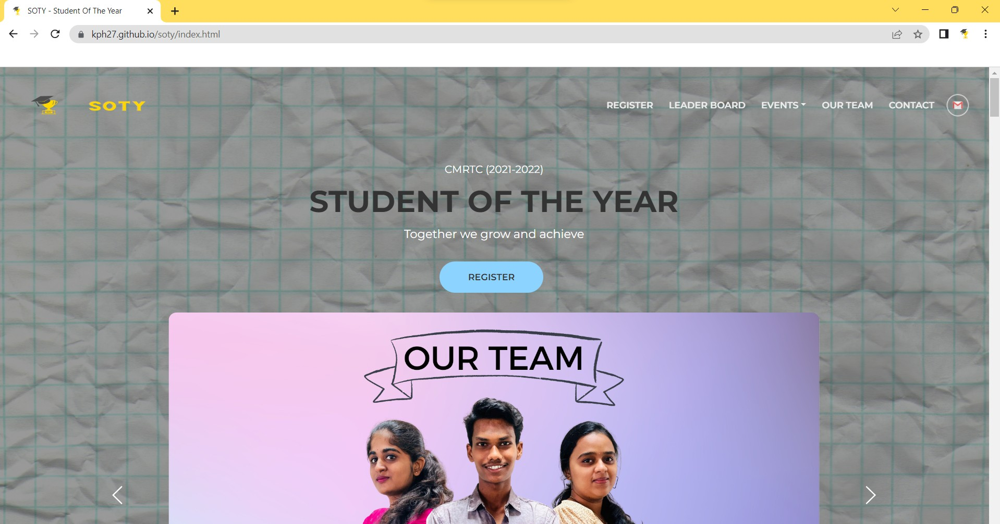 SOTY - Student Of The Year
kph27.github.io/soty/index.html
SOTY
REGISTER LEADER BOARD EVENTS OUR TEAM CONTACT
CMRTC (2021-2022)
STUDENT OF THE YEAR
Together we grow and achieve
REGISTER
OUR TEAM